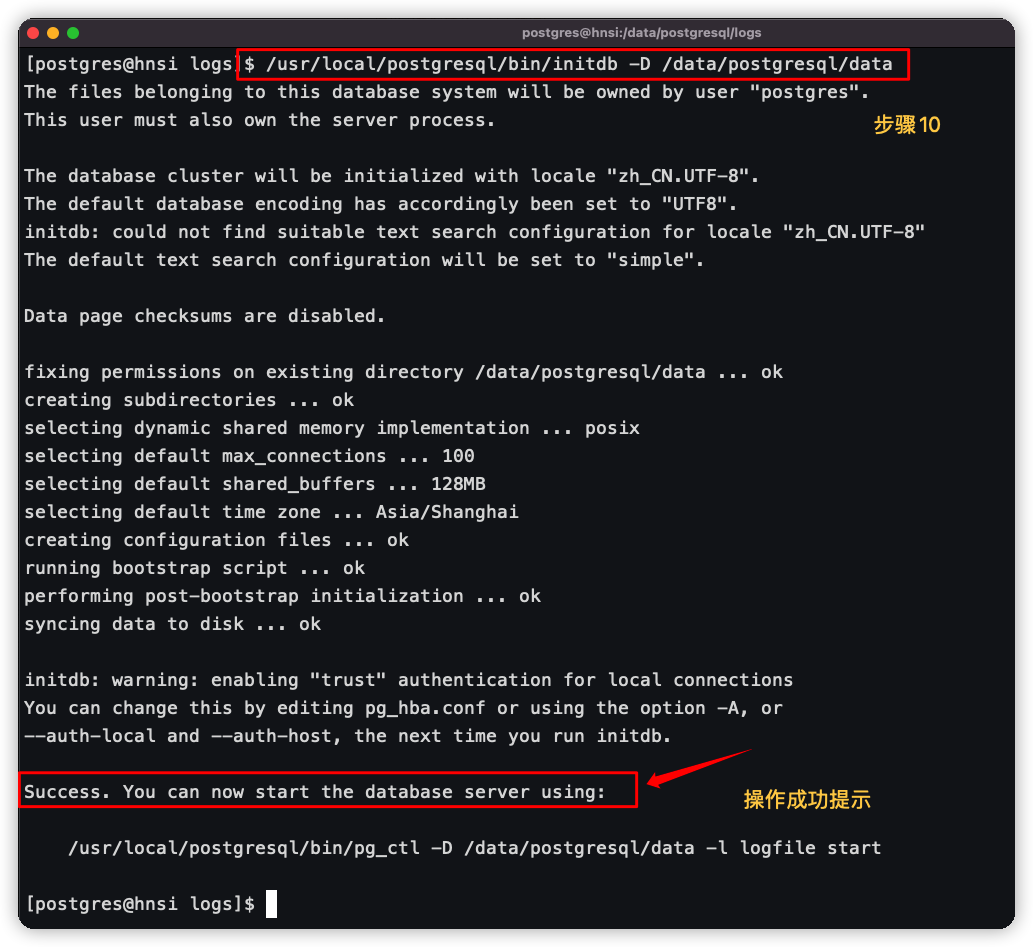 postgres@hnsi:/data/postgresql/logs
[postgres@hnsi logs]$ /usr/local/postgresql/bin/initdb -D /data/postgresql/data
The files belonging to this database system will be owned by user "postgres".
This user must also own the server process.
步骤10
The database cluster will be initialized with locale "zh_CN.UTF-8".
The default database encoding has accordingly been set to "UTF8".
initdb: could not find suitable text search configuration for locale "zh_CN.UTF-8"
The default text search configuration will be set to "simple".
Data page checksums are disabled.
fixing permissions on existing directory /data/postgresql/data ... ok
creating subdirectories ... ok
selecting dynamic shared memory implementation ... posix
selecting default max_connections ... 100
selecting default shared_buffers ... 128MB
selecting default time zone ... Asia/Shanghai
creating configuration files ... ok
running bootstrap script ... ok
performing post-bootstrap initialization ... ok
syncing data to disk ... ok
initdb: warning: enabling "trust" authentication for local connections
You can change this by editing pg_hba.conf or using the option -A, or
--auth-local and --auth-host, the next time you run initdb.
Success. You can now start the database server using:
操作成功提示
/usr/local/postgresql/bin/pg_ctl -D /data/postgresql/data -l logfile start
[postgres@hnsi logs]$